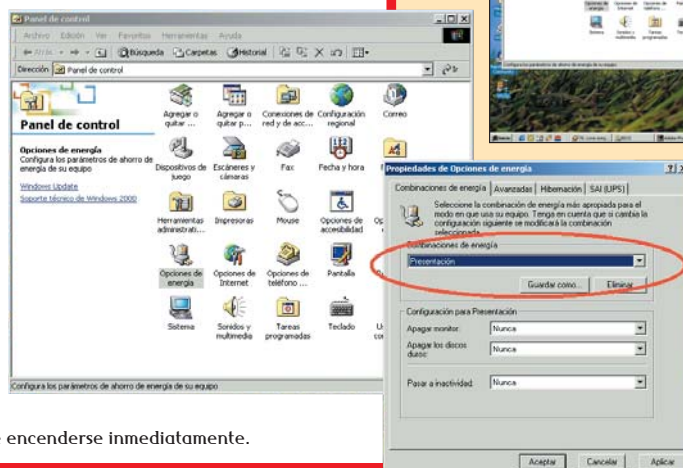 Panel de control
Archivo Edición Ver Favoritos Herramientas Ayuda
Búsqueda Carpetas Historial
Dirección Panel de control
Panel de control
Opciones de energía
Configura los parámetros de ahorro de
energía de su equipo
Windows Update
Soporte técnico de Windows 2000
Agregar o
quitar ...
Agregar o
quitar p...
Conexiones de
red y de acc...
Configuración
regional
Correo
Dispositivos de
juego
Escáneres y
cámaras
Fax
Fecha y hora
Herramientas
administrati...
Impresoras
Mouse
Opciones de
accesibilidad
Opciones de
energía
Opciones de
Internet
Opciones de
teléfono ...
Pantalla
Sistema
Sonidos y
multimedia
Tareas
programadas
Teclado
Configura los parámetros de ahorro de energía de su equipo
Propiedades de Opciones de energía
Combinaciones de energía Avanzadas Hibernación SAI (UPS)
Seleccione la combinación de energía más apropiada para el
modo en que usa su equipo. Tenga en cuenta que si cambia la
configuración siguiente se modificará la combinación
seleccionada.
Combinaciones de energía
Presentación
Guardar como... Eliminar
Configuración para Presentación
Apagar monitor: Nunca
Apagar los discos
duros: Nunca
Pasar a inactividad: Nunca
Aceptar Cancelar Aplicar
encenderse inmediatamente.